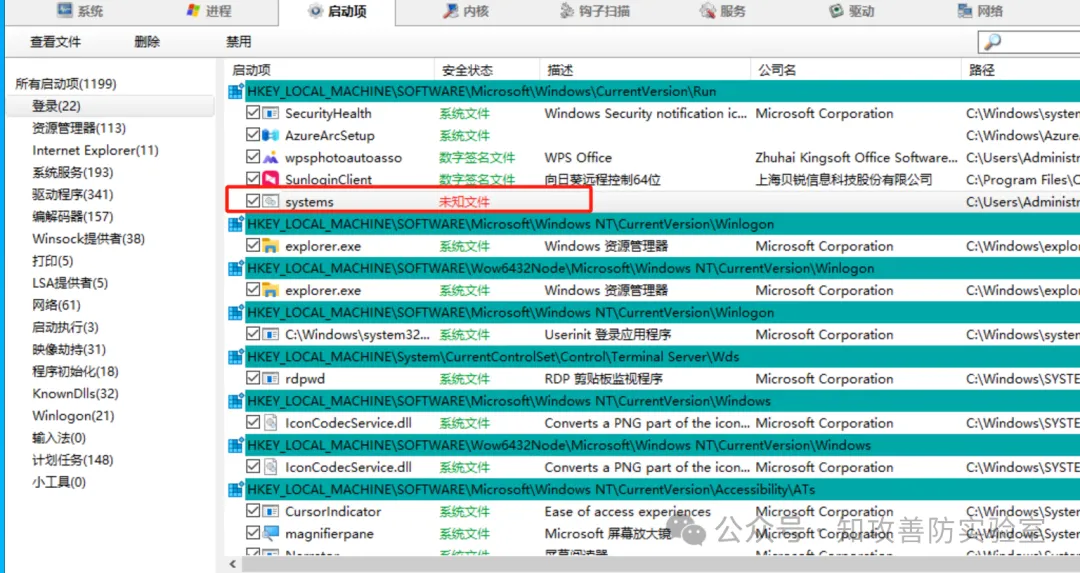 系统 进程 启动项 内核 钩子扫描 服务 驱动 网络
查看文件 删除 禁用
启动项 安全状态 描述 公司名 路径
所有启动项(1199)
登录(22)
资源管理器(113)
Internet Explorer(11)
系统服务(193)
驱动程序(341)
编解码器(157)
Winsock提供者(38)
打印(5)
LSA提供者(5)
网络(61)
启动执行(3)
映像劫持(31)
程序初始化(18)
KnownDlls(32)
Winlogon(21)
输入法(0)
计划任务(148)
小工具(0)
HKEY_LOCAL_MACHINE\SOFTWARE\Microsoft\Windows\CurrentVersion\Run
SecurityHealth 系统文件 Windows Security notification ic... Microsoft Corporation C:\Windows\system
AzureArcSetup 系统文件 C:\Windows\Azure
wpsphotoautoasso 数字签名文件 WPS Office Zhuhai Kingsoft Office Software... C:\Users\Administr
SunloginClient 数字签名文件 向日葵远程控制64位 上海贝锐信息科技股份有限公司 C:\Program Files\O
systems 未知文件 C:\Users\Administr
HKEY_LOCAL_MACHINE\SOFTWARE\Microsoft\Windows NT\CurrentVersion\Winlogon
explorer.exe 系统文件 Windows 资源管理器 Microsoft Corporation C:\Windows\explo
HKEY_LOCAL_MACHINE\SOFTWARE\Wow6432Node\Microsoft\Windows NT\CurrentVersion\Winlogon
explorer.exe 系统文件 Windows 资源管理器 Microsoft Corporation C:\Windows\explo
HKEY_LOCAL_MACHINE\SOFTWARE\Microsoft\Windows NT\CurrentVersion\Winlogon
C:\Windows\system32... 系统文件 Userinit 登录应用程序 Microsoft Corporation C:\Windows\system
HKEY_LOCAL_MACHINE\System\CurrentControlSet\Control\Terminal Server\Wds
rdpwd 系统文件 RDP 剪贴板监视程序 Microsoft Corporation C:\Windows\SYSTE
HKEY_LOCAL_MACHINE\SOFTWARE\Microsoft\Windows NT\CurrentVersion\Windows
IconCodecService.dll 系统文件 Converts a PNG part of the icon... Microsoft Corporation C:\Windows\SYSTE
HKEY_LOCAL_MACHINE\SOFTWARE\Wow6432Node\Microsoft\Windows NT\CurrentVersion\Windows
IconCodecService.dll 系统文件 Converts a PNG part of the icon... Microsoft Corporation C:\Windows\SYSTE
HKEY_LOCAL_MACHINE\SOFTWARE\Microsoft\Windows NT\CurrentVersion\Accessibility\ATs
CursorIndicator 系统文件 Ease of access experiences Microsoft Corporation C:\Windows\system
magnifierpane 系统文件 Microsoft 屏幕放大镜 Microsoft Corporation C:\Windows\system
Narrator 系统文件 屏幕阅读器 Microsoft Corporation C:\Windows\system
公众号 · 知攻善防实验室